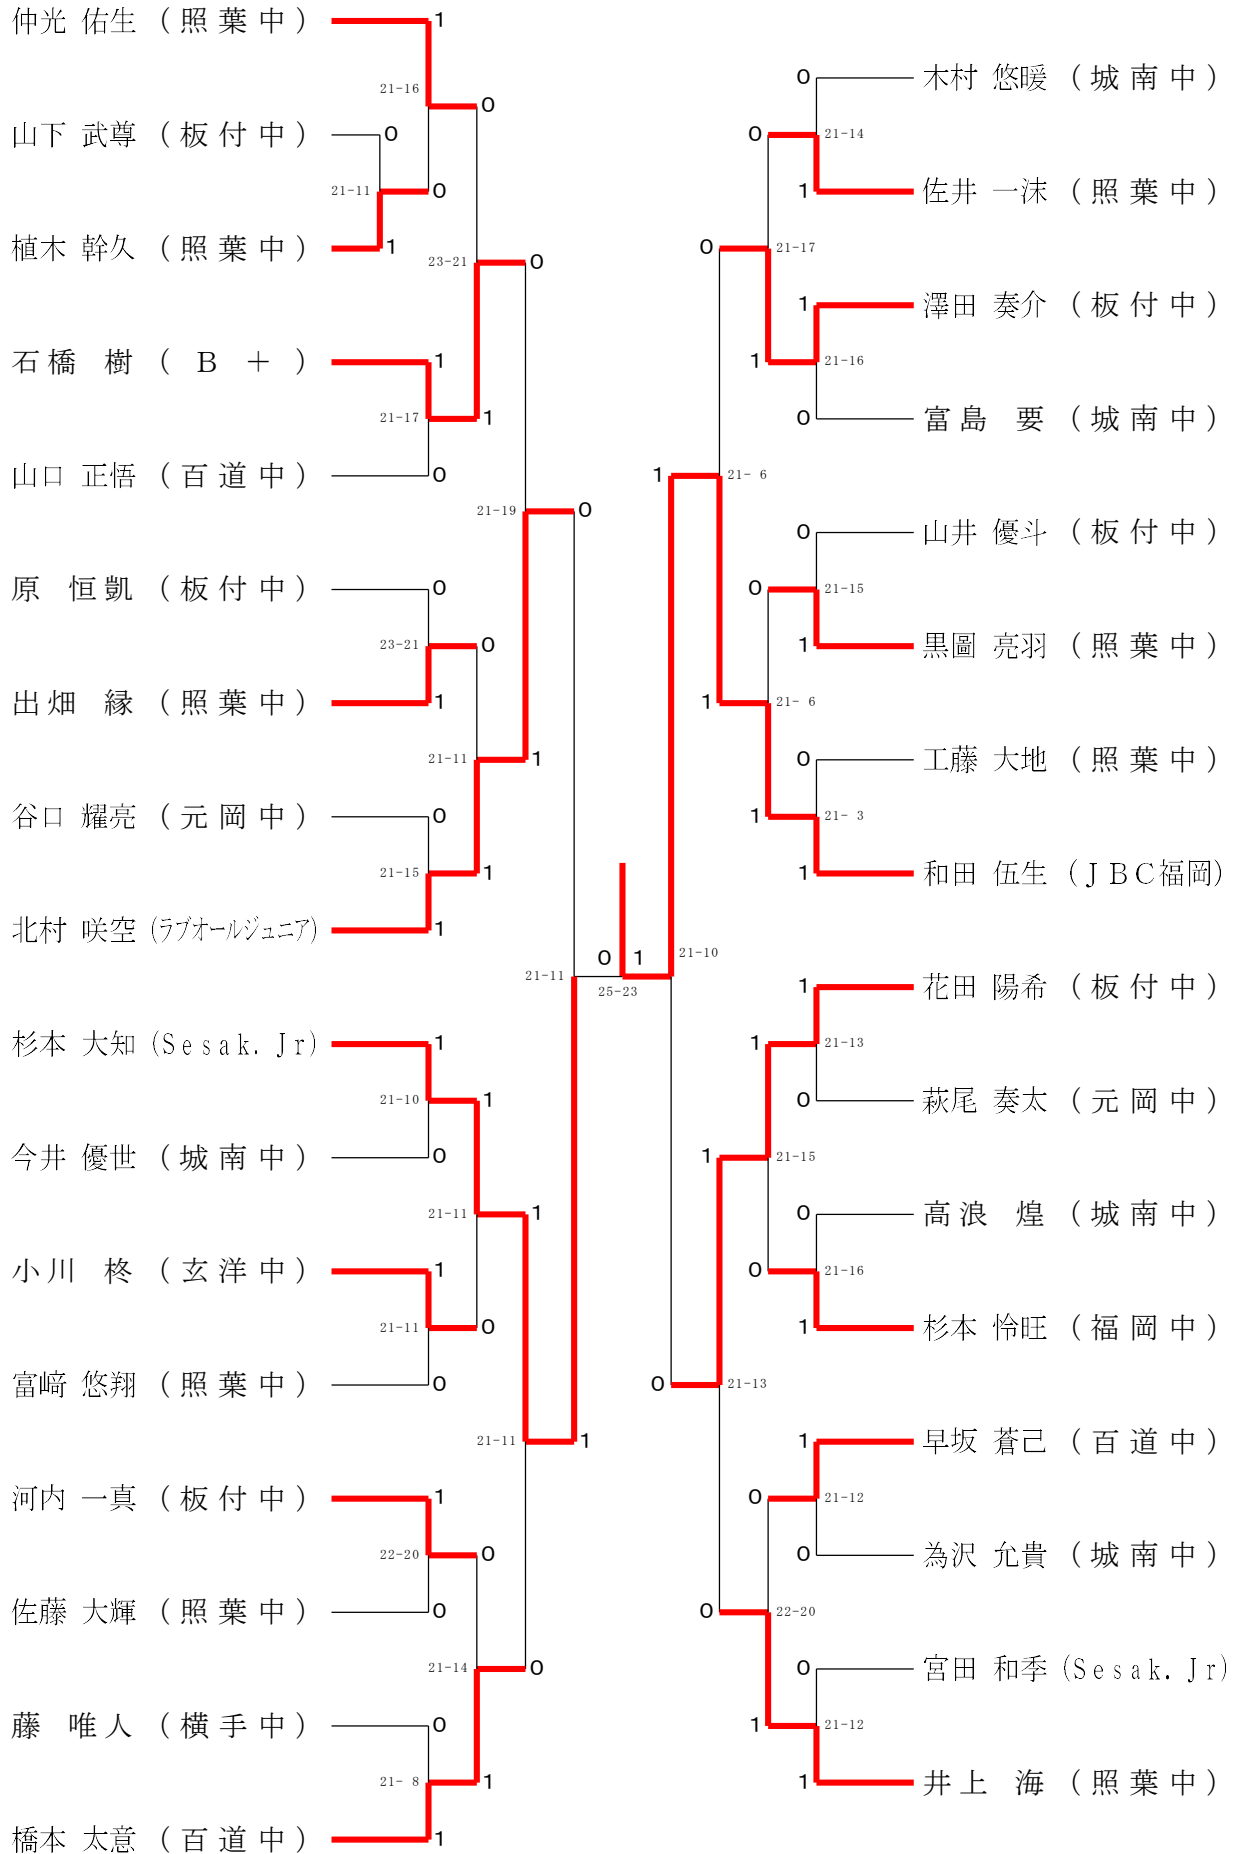 仲光 佑生 （照葉中） 1
木村 悠暖 （城南中） 0
21-16
0
山下 武尊 （板付中） 0
0 21-14
21-11 0
1 佐井 一沫 （照葉中）
植木 幹久 （照葉中） 1
0 21-17
23-21 0
1 澤田 奏介 （板付中）
石橋 樹 （B＋） 1
1 21-16
21-17 1
0 富島 要 （城南中）
山口 正悟 （百道中） 0
1 21- 6
21-19 0
0 山井 優斗 （板付中）
原 恒凱 （板付中） 0
0 21-15
23-21 0
1 黒圖 亮羽 （照葉中）
出畑 縁 （照葉中） 1
1 21- 6
21-11 1
0 工藤 大地 （照葉中）
谷口 耀亮 （元岡中） 0
1 21- 3
21-15 1
1 和田 伍生 （JBC福岡）
北村 咲空 （ラブオールジュニア） 1
0 1 21-10
21-11 25-23
1 花田 陽希 （板付中）
杉本 大知 （Sesak. Jr） 1
1 21-13
21-10 1
0 萩尾 奏太 （元岡中）
今井 優世 （城南中） 0
1 21-15
21-11 1
0 高浪 煌 （城南中）
小川 柊 （玄洋中） 1
0 21-16
21-11 0
1 杉本 怜旺 （福岡中）
富﨑 悠翔 （照葉中） 0
0 21-13
21-11 1
1 早坂 蒼己 （百道中）
河内 一真 （板付中） 1
0 21-12
22-20 0
0 為沢 允貴 （城南中）
佐藤 大輝 （照葉中） 0
0 22-20
21-14 0
0 宮田 和季 （Sesak. Jr）
藤 唯人 （横手中） 0
1 21-12
21- 8 1
1 井上 海 （照葉中）
橋本 太意 （百道中） 1